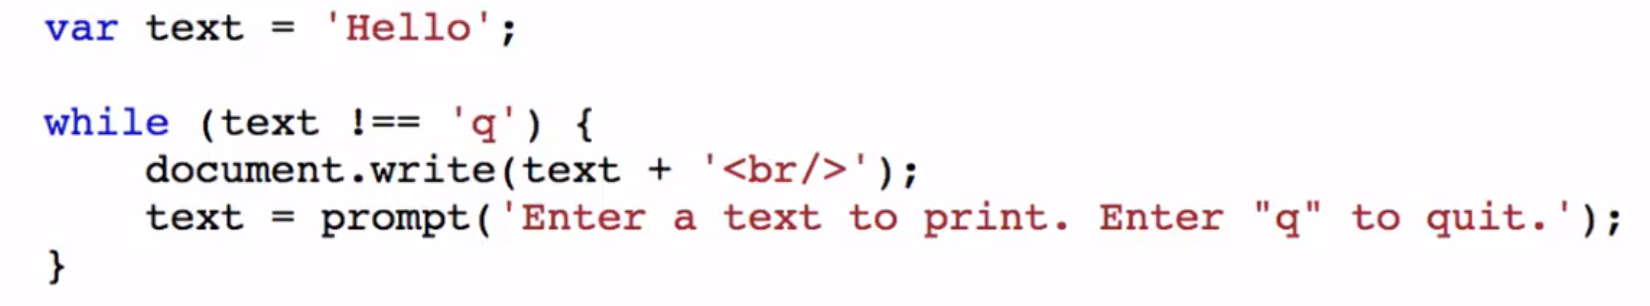 var text = 'Hello';
while (text !== 'q') {
    document.write(text + '<br/>');
    text = prompt('Enter a text to print. Enter "q" to quit.');
}